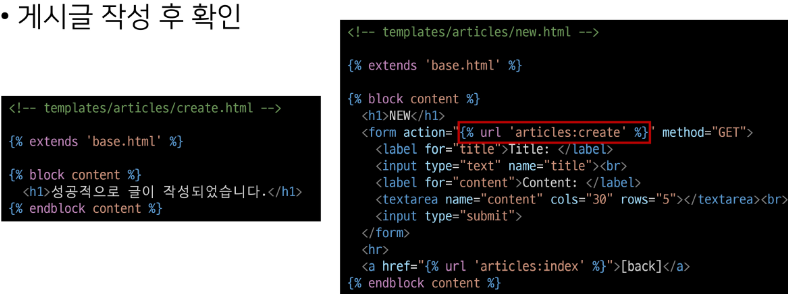 • 게시글 작성 후 확인
<!-- templates/articles/create.html -->
{% extends 'base.html' %}
{% block content %}
<h1>성공적으로 글이 작성되었습니다.</h1>
{% endblock content %}
<!-- templates/articles/new.html -->
{% extends 'base.html' %}
{% block content %}
<h1>NEW</h1>
<form action="{% url 'articles:create' %}" method="GET">
<label for="title">Title: </label>
<input type="text" name="title"><br>
<label for="content">Content: </label>
<textarea name="content" cols="30" rows="5"></textarea><br>
<input type="submit">
</form>
<hr>
<a href="{% url 'articles:index' %}">[back]</a>
{% endblock content %}